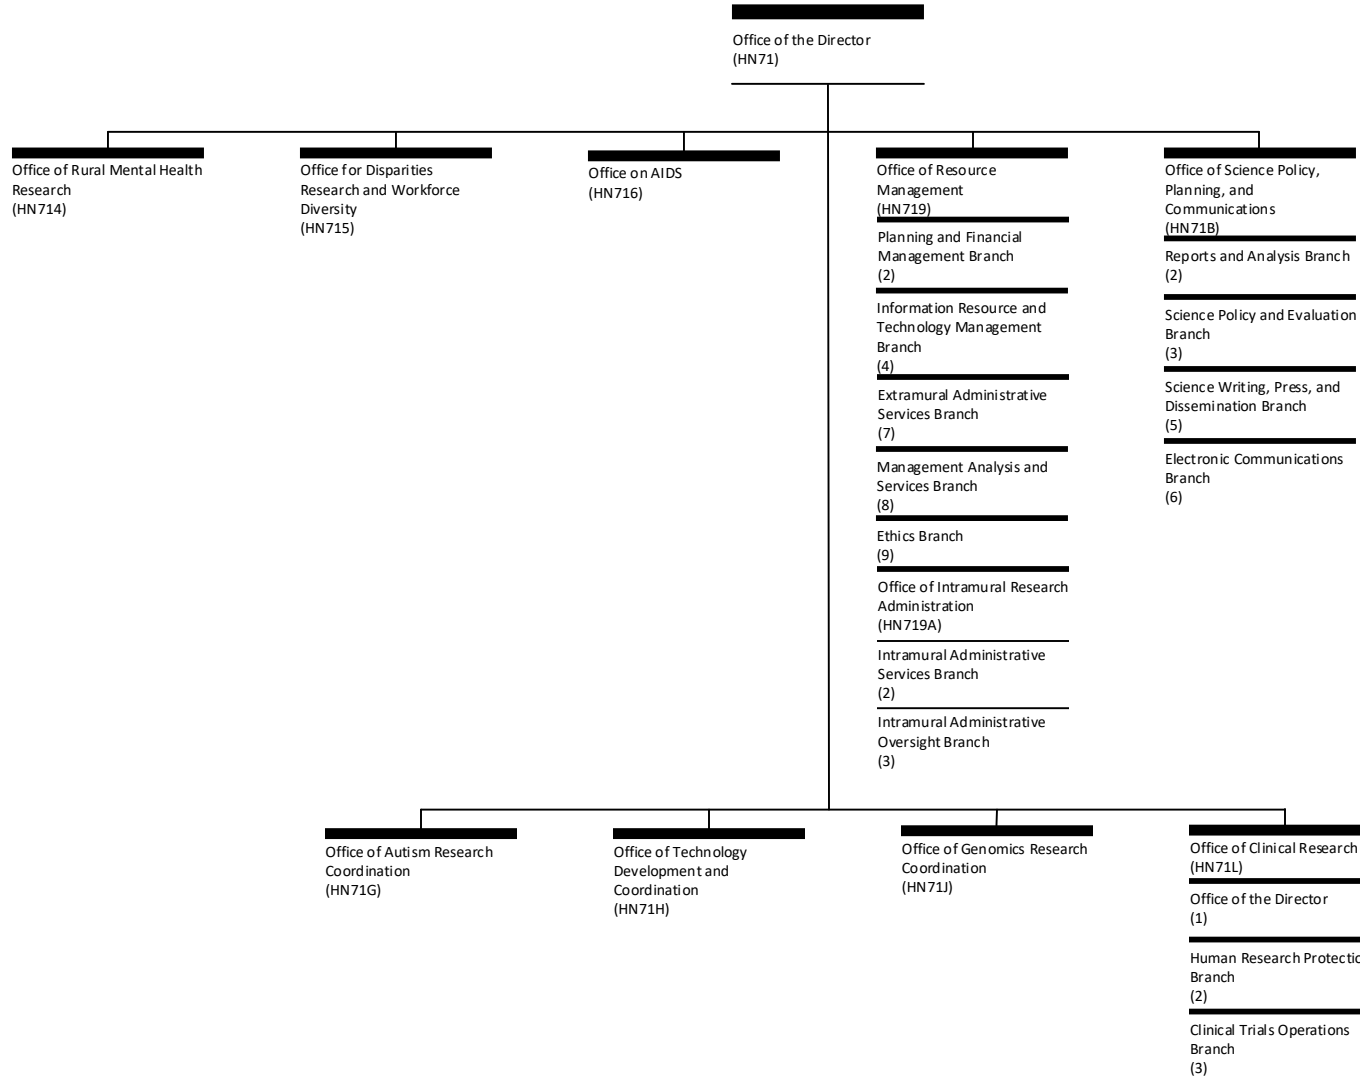 Office of the Director
(HN71)
Office of Rural Mental Health
Research
(HN714)
Office for Disparities
Research and Workforce
Diversity
(HN715)
Office on AIDS
(HN716)
Office of Resource
Management
(HN719)
Planning and Financial
Management Branch
(2)
Information Resource and
Technology Management
Branch
(4)
Extramural Administrative
Services Branch
(7)
Management Analysis and
Services Branch
(8)
Ethics Branch
(9)
Office of Intramural Research
Administration
(HN719A)
Intramural Administrative
Services Branch
(2)
Intramural Administrative
Oversight Branch
(3)
Office of Science Policy,
Planning, and
Communications
(HN71B)
Reports and Analysis Branch
(2)
Science Policy and Evaluation
Branch
(3)
Science Writing, Press, and
Dissemination Branch
(5)
Electronic Communications
Branch
(6)
Office of Autism Research
Coordination
(HN71G)
Office of Technology
Development and
Coordination
(HN71H)
Office of Genomics Research
Coordination
(HN71J)
Office of Clinical Research
(HN71L)
Office of the Director
(1)
Human Research
Branch
(2)
Clinical Trials Operations
Branch
(3)